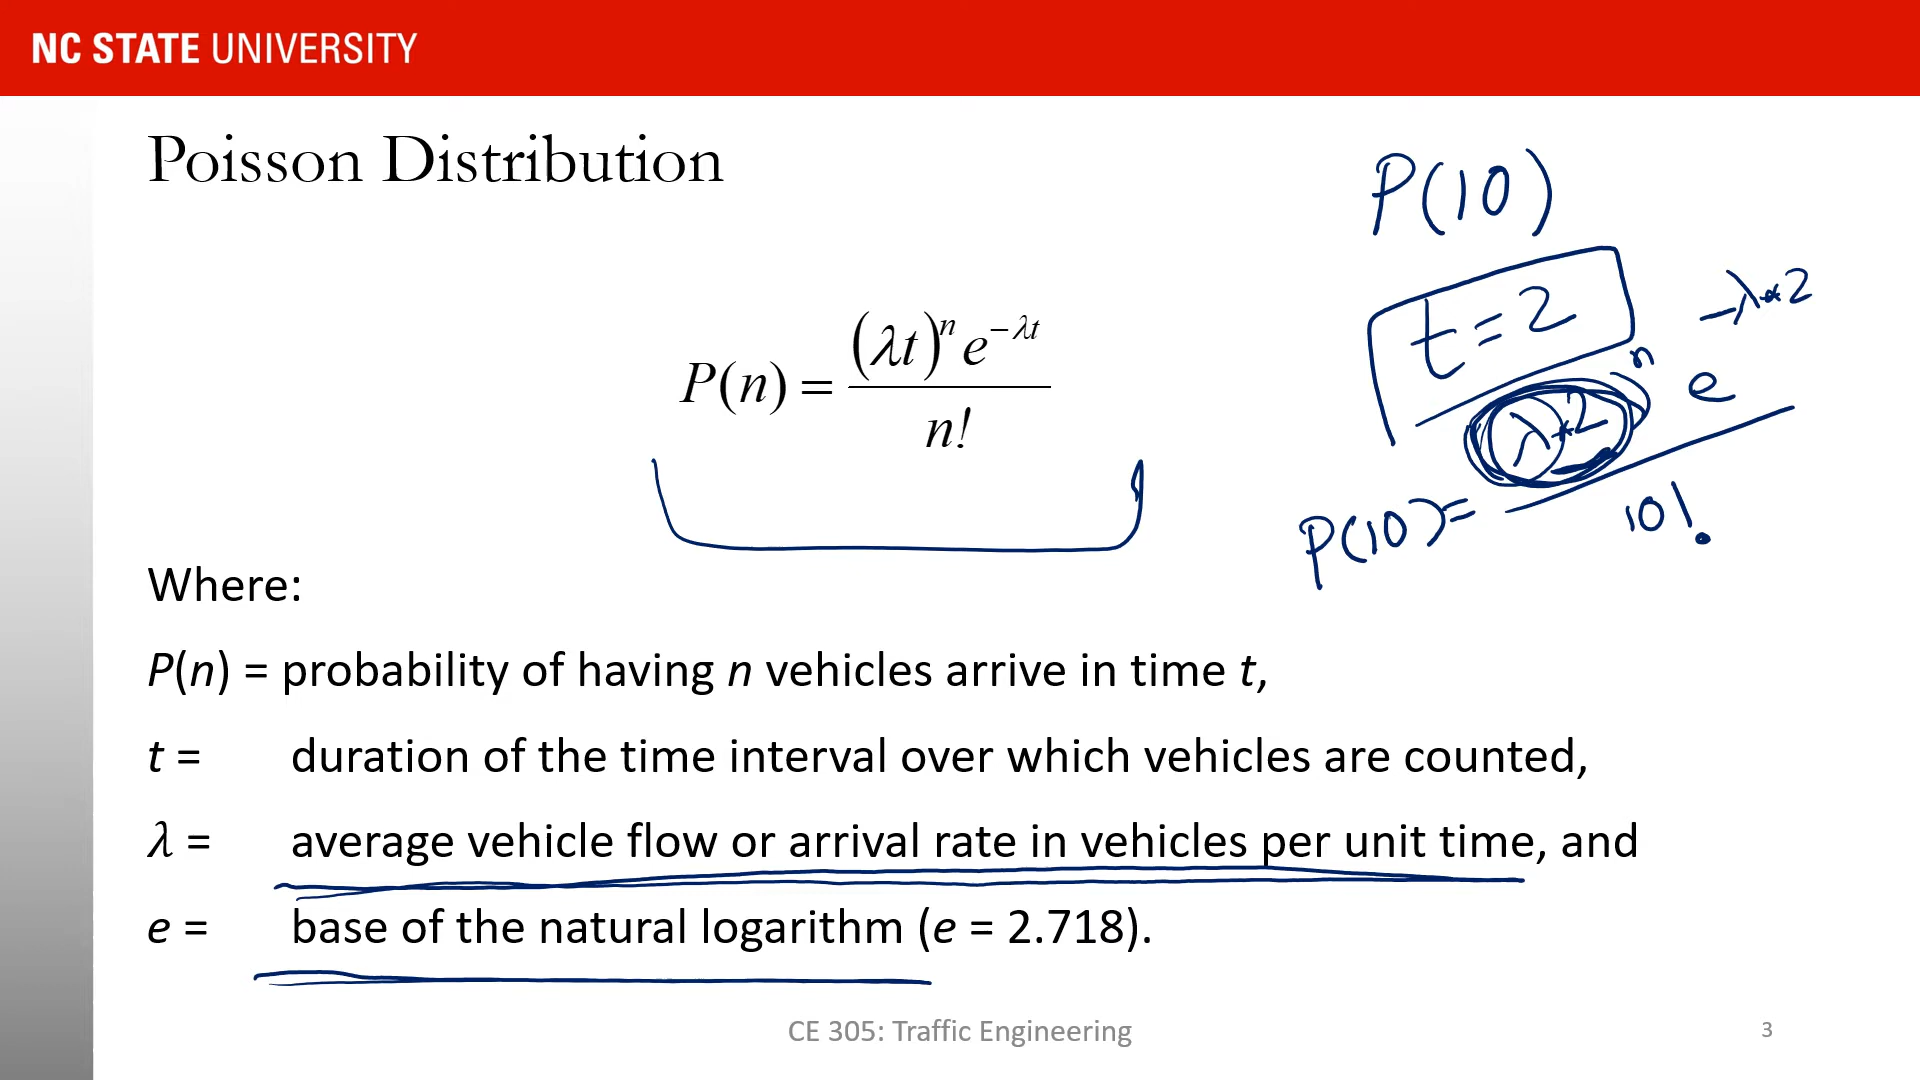 NC STATE UNIVERSITY
Poisson Distribution
P(10)
t = 2
P(n) = (λt)^n e^{-λt} / n!
P(10) = (λ*2)^n e^{-λ*2} / 10!
Where:
P(n) = probability of having n vehicles arrive in time t,
t = duration of the time interval over which vehicles are counted,
λ = average vehicle flow or arrival rate in vehicles per unit time, and
e = base of the natural logarithm (e = 2.718).
CE 305: Traffic Engineering
3